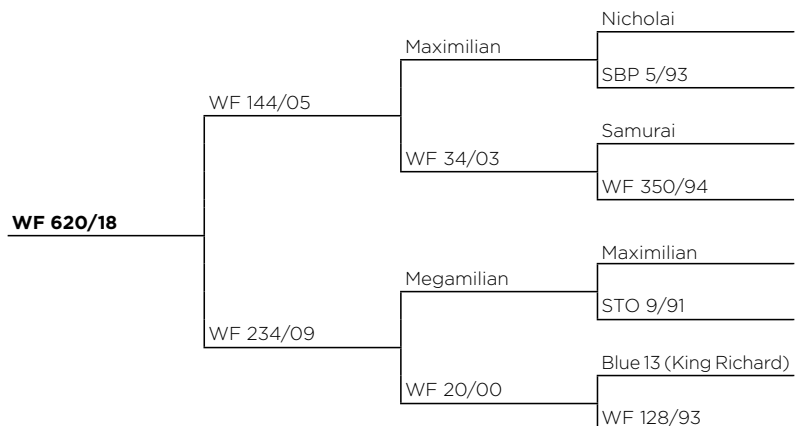 Nicholai
Maximilian
SBP 5/93
WF 144/05
Samurai
WF 34/03
WF 350/94
WF 620/18
Maximilian
Megamilian
STO 9/91
WF 234/09
Blue 13 (King Richard)
WF 20/00
WF 128/93